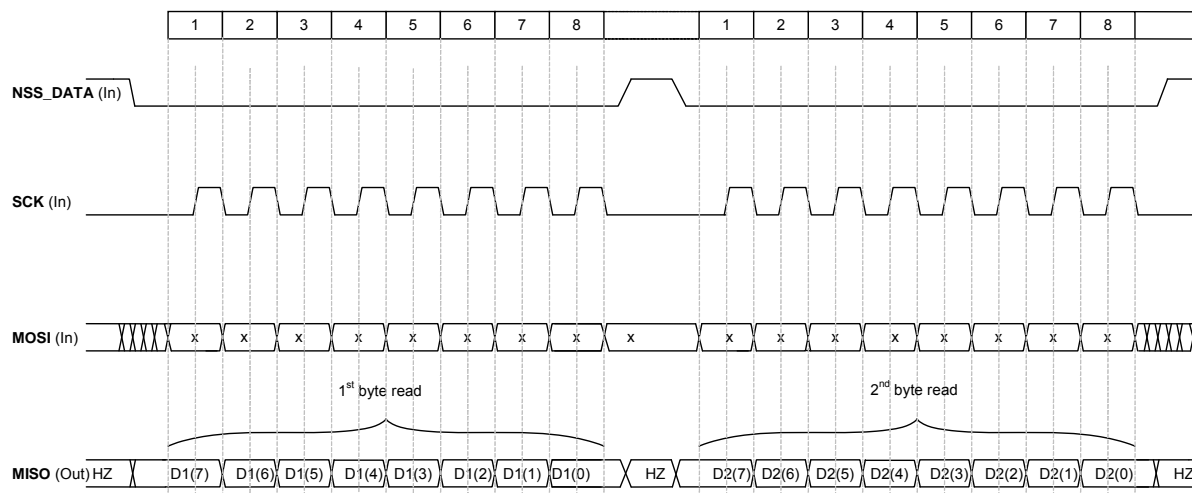 1 2 3 4 5 6 7 8 1 2 3 4 5 6 7 8
NSS_DATA (In)
SCK (In)
MOSI (In) x x x x x x x x x x x x x x x x x
1st byte read 2nd byte read
MISO (Out) HZ D1(7) D1(6) D1(5) D1(4) D1(3) D1(2) D1(1) D1(0) HZ D2(7) D2(6) D2(5) D2(4) D2(3) D2(2) D2(1) D2(0) HZ